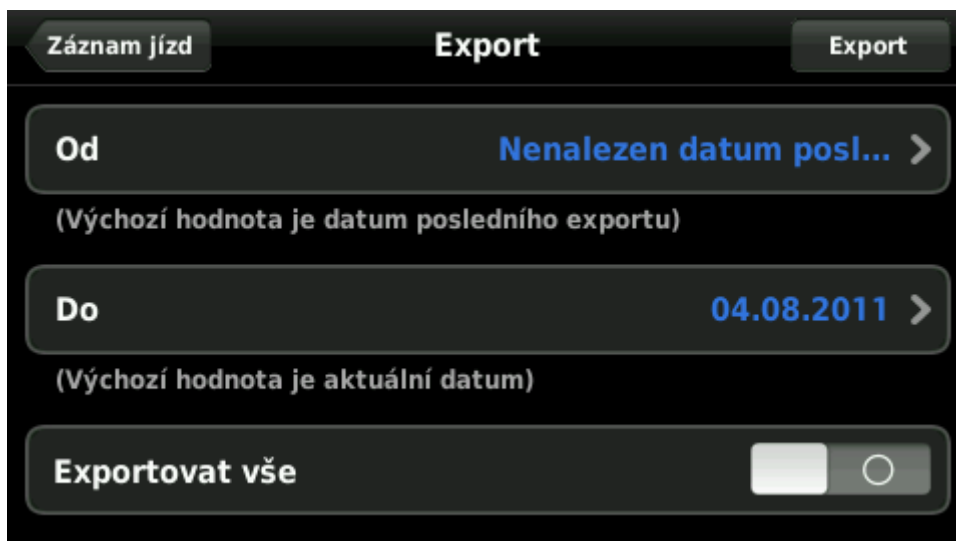 Záznam jízd Export Export
Od Nenalezen datum posl...
(Výchozí hodnota je datum posledního exportu)
Do 04.08.2011
(Výchozí hodnota je aktuální datum)
Exportovat vše